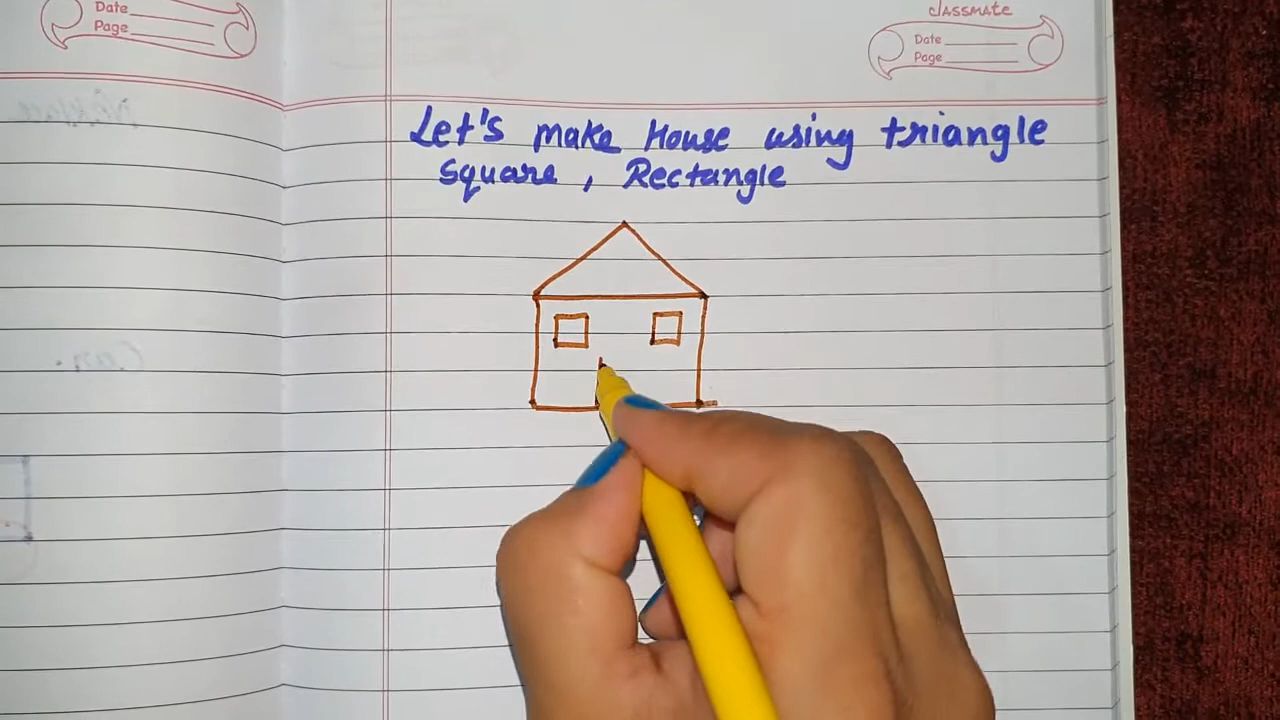 Date
Page
classmate
Date
Page
Let's make House using triangle
square, Rectangle